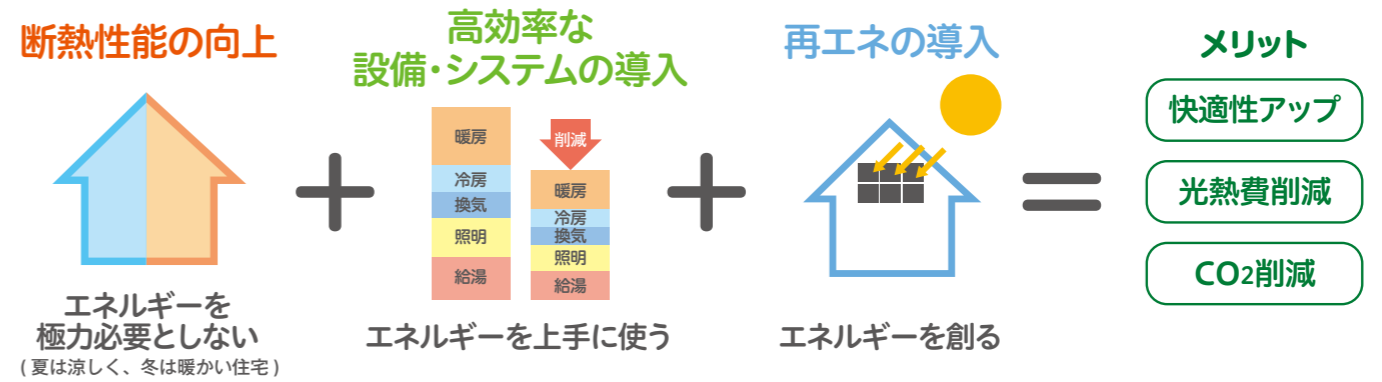 断熱性能の向上
エネルギーを
極力必要としない
(夏は涼しく、冬は暖かい住宅)
+
高効率な
設備・システムの導入
暖房
冷房
換気
照明
給湯
削減
暖房
冷房
換気
照明
給湯
エネルギーを上手に使う
+
再エネの導入
エネルギーを創る
=
メリット
快適性アップ
光熱費削減
CO2削減